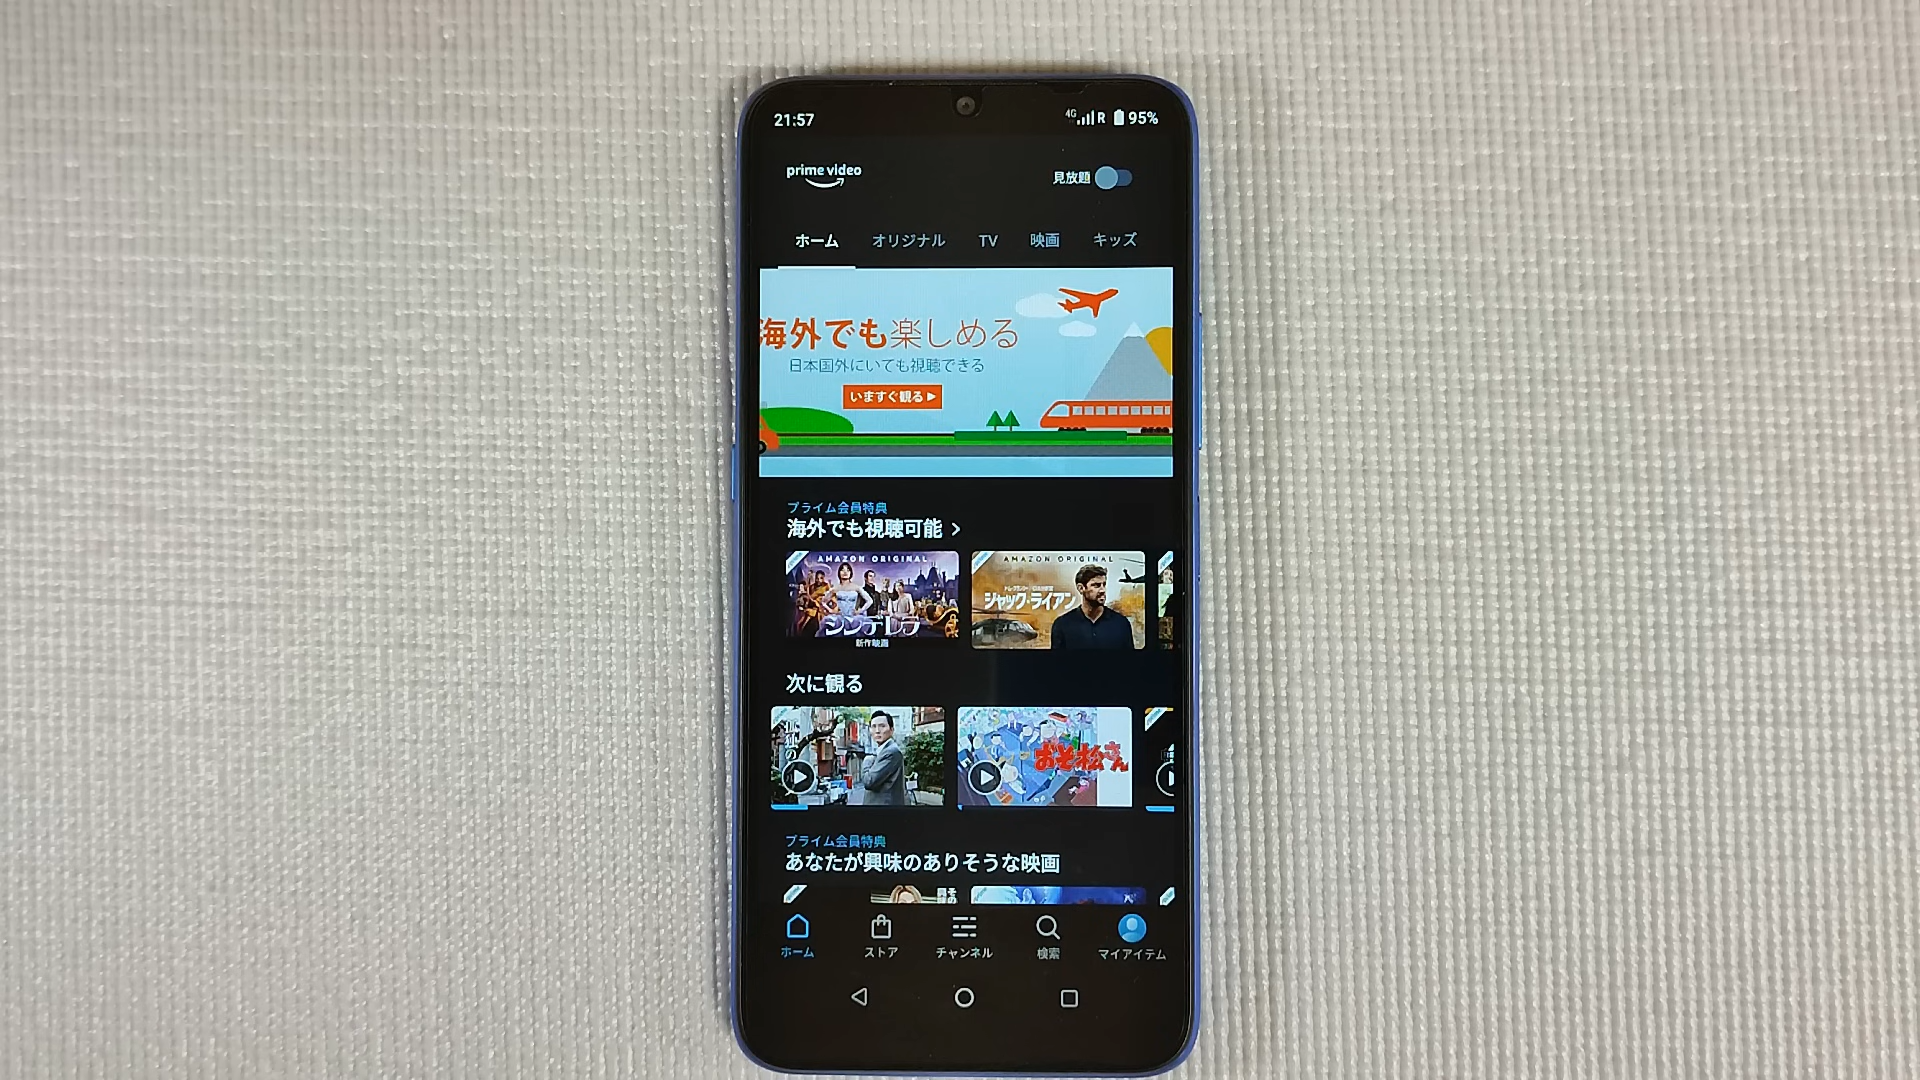 21:57
4G R 95%
prime video
見放題
ホーム オリジナル TV 映画 キッズ
海外でも楽しめる
日本国外にいても視聴できる
いますぐ観る
プライム会員特典
海外でも視聴可能
AMAZON ORIGINAL
シンデレラ
新作映画
AMAZON ORIGINAL
ジャック・ライアン
次に観る
孤独の
おそ松さん
プライム会員特典
あなたが興味のありそうな映画
ホーム ストア チャンネル 検索 マイアイテム